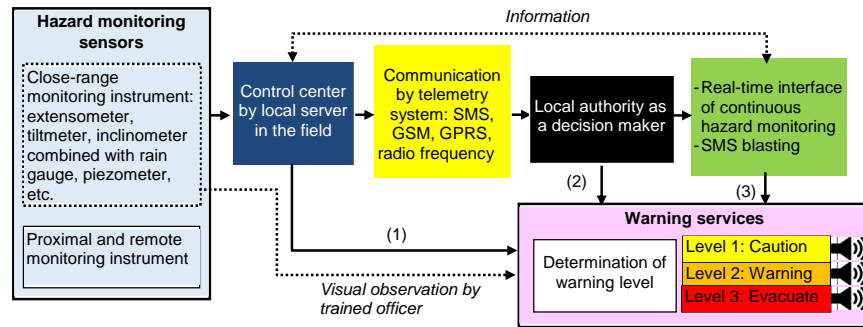 Hazard monitoring
sensors
Close-range
monitoring instrument:
extensometer,
tiltmeter, inclinometer
combined with rain
gauge, piezometer,
etc.
Proximal and remote
monitoring instrument
Information
Control center
by local server
in the field
Communication
by telemetry
system: SMS,
GSM, GPRS,
radio frequency
Local authority as
a decision maker
-Real-time interface
of continuous
hazard monitoring
-SMS blasting
(1)
(2)
(3)
Visual observation by
trained officer
Warning services
Determination of
warning level
Level 1: Caution
Level 2: Warning
Level 3: Evacuate